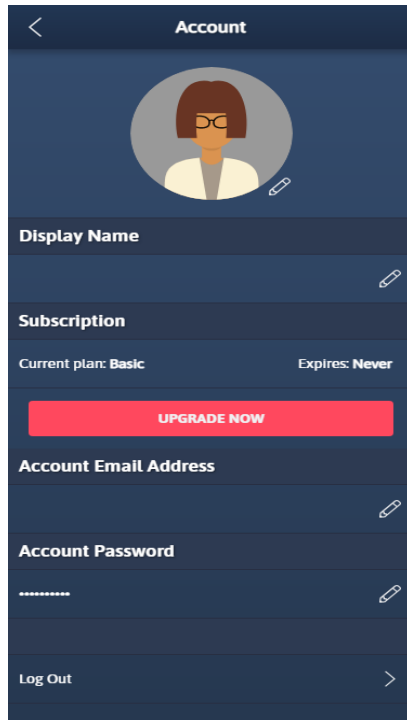 Account
Display Name
Subscription
Current plan: Basic Expires: Never
UPGRADE NOW
Account Email Address
Account Password
••••••••••
Log Out